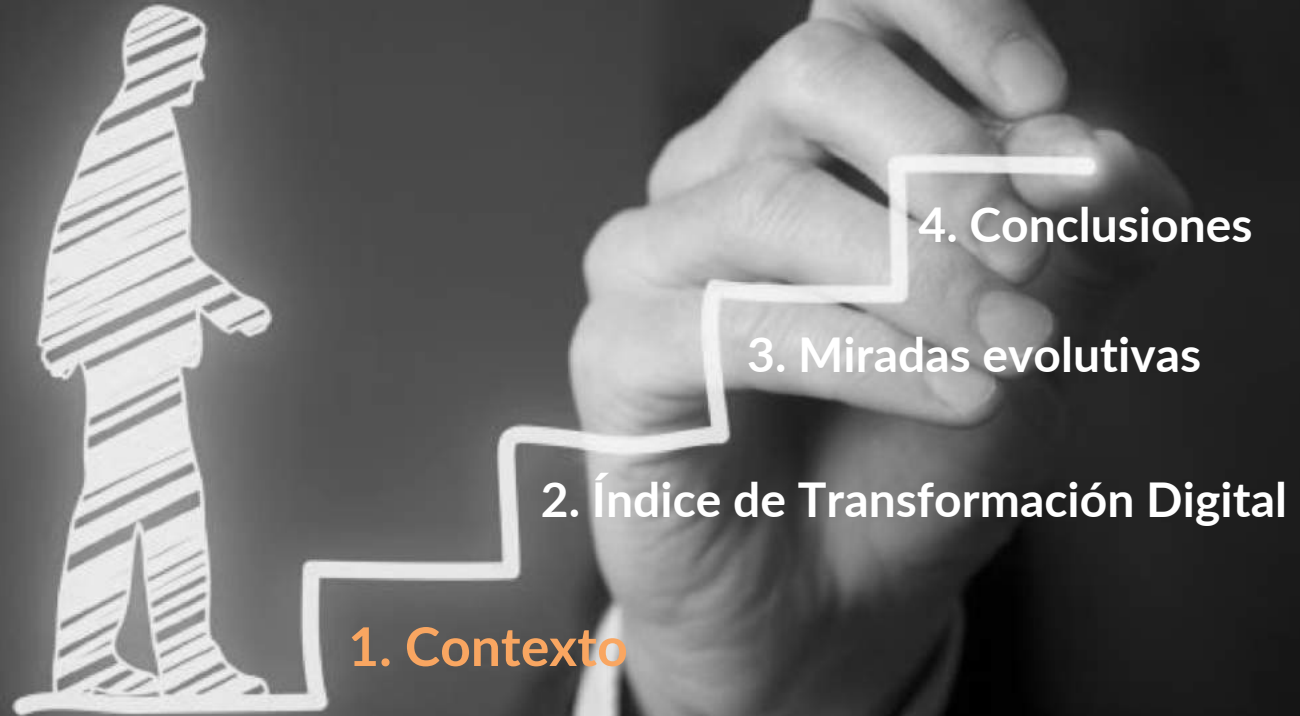 4. Conclusiones
3. Miradas evolutivas
2. Índice de Transformación Digital
1. Contexto